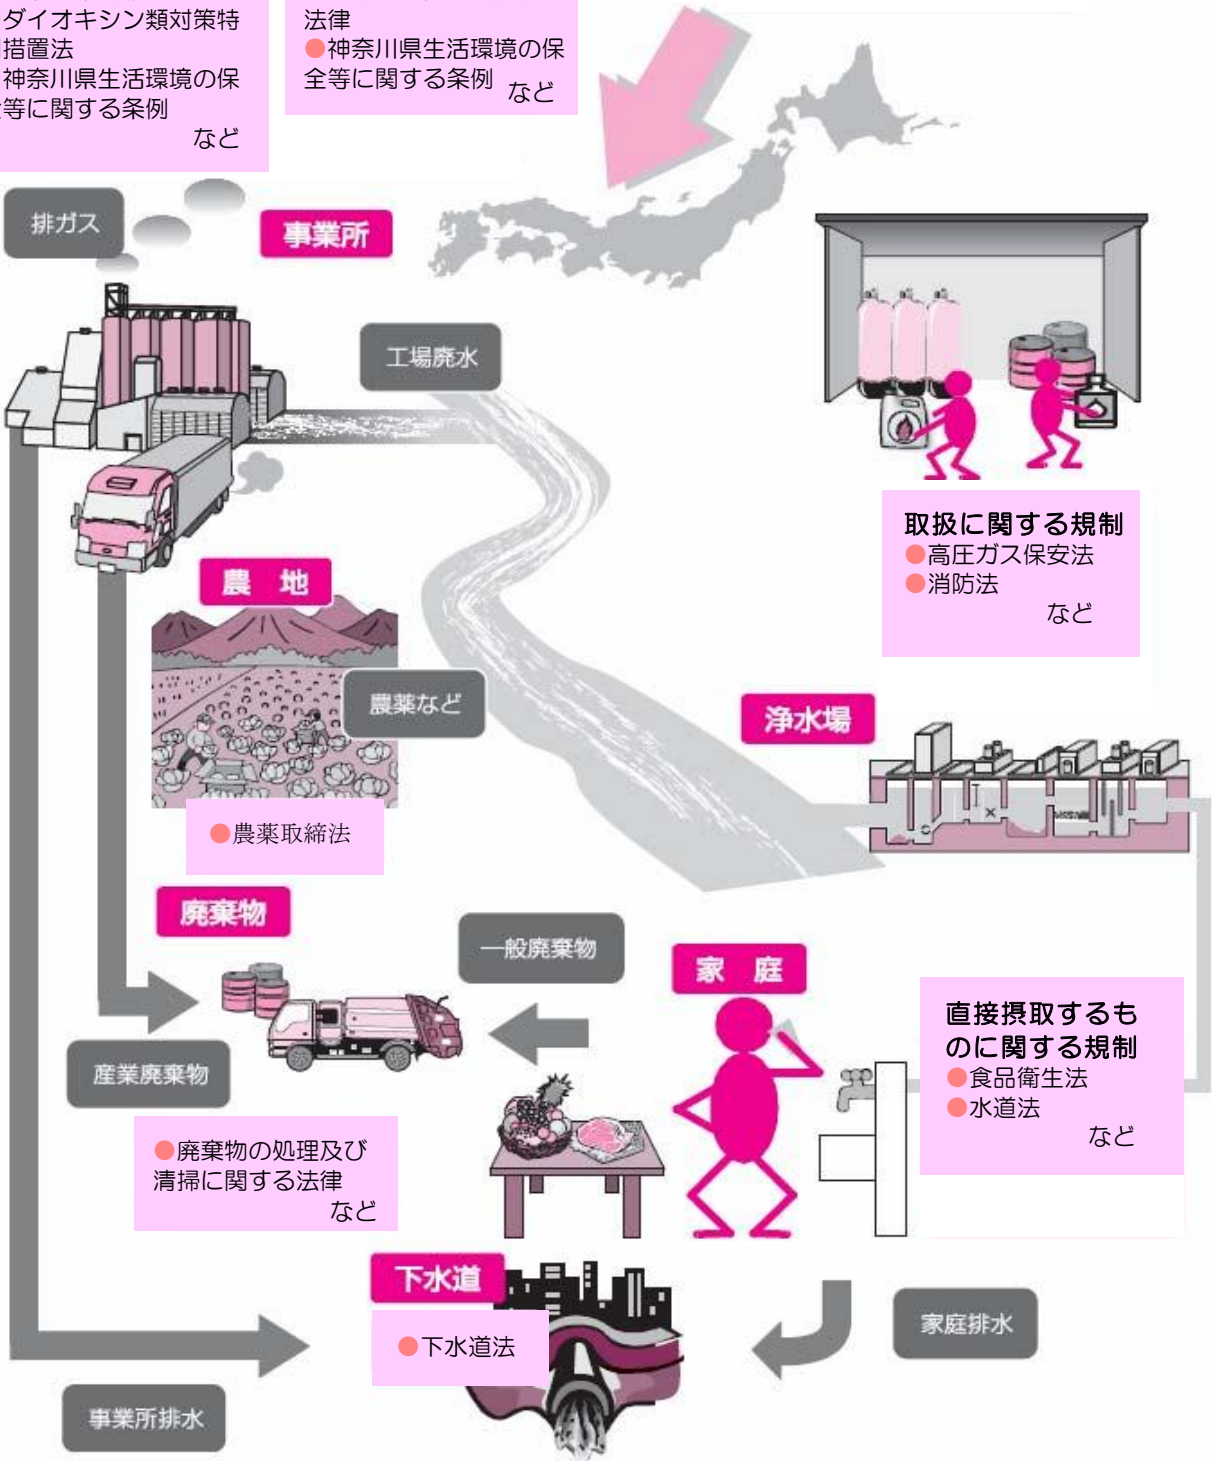 ダイオキシン類対策特
措置法
神奈川県生活環境の保
等に関する条例
など
法律
●神奈川県生活環境の保
全等に関する条例
など
排ガス
事業所
工場廃水
取扱に関する規制
●高圧ガス保安法
●消防法
など
農 地
農薬など
●農薬取締法
浄水場
廃棄物
一般廃棄物
家 庭
産業廃棄物
直接摂取するも
のに関する規制
●食品衛生法
●水道法
など
●廃棄物の処理及び
清掃に関する法律
など
下水道
●下水道法
家庭排水
事業所排水